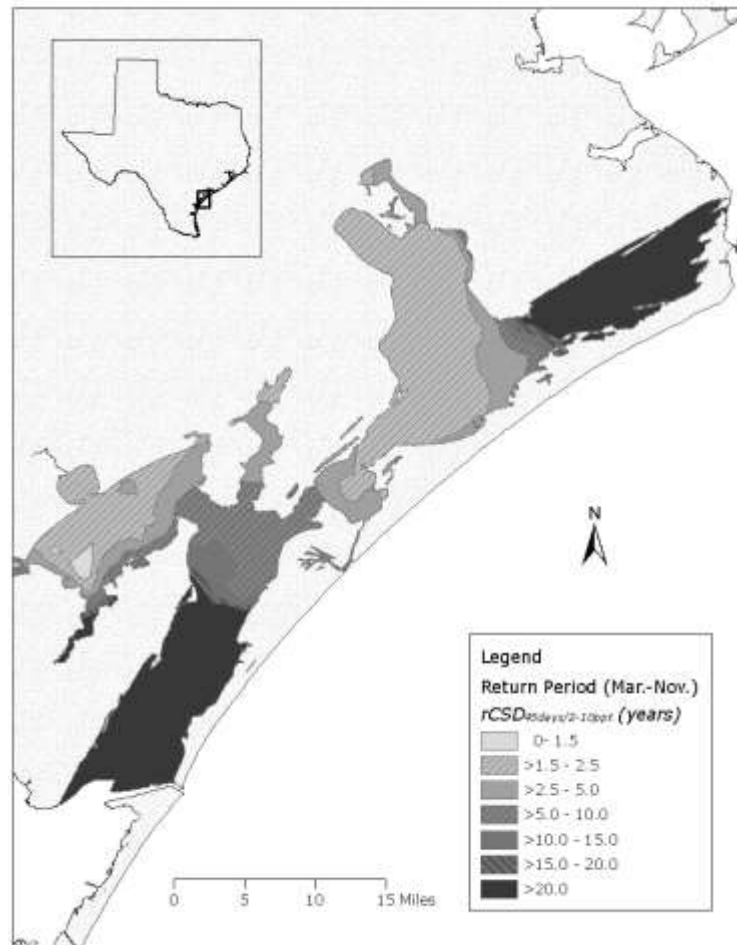 N
Legend
Return Period (Mar.-Nov.)
rCSD45days/2-10ppt (years)
0- 1.5
>1.5 - 2.5
>2.5 - 5.0
>5.0 - 10.0
>10.0 - 15.0
>15.0 - 20.0
>20.0
0 5 10 15 Miles